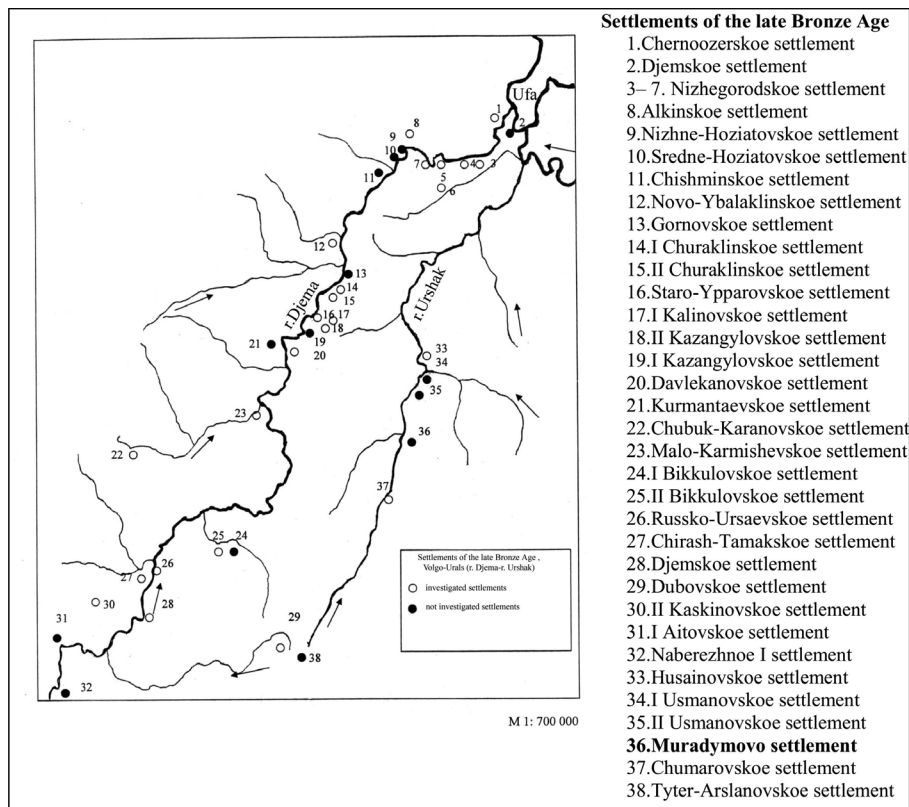 Settlements of the late Bronze Age
1.Chernoozerskoe settlement
2.Djemskoe settlement
3– 7. Nizhegorodskoe settlement
8.Alkinskoe settlement
9.Nizhne-Hoziatovskoe settlement
10.Sredne-Hoziatovskoe settlement
11.Chishminskoe settlement
12.Novo-Ybalaklinskoe settlement
13.Gornovskoe settlement
14.I Churaklinskoe settlement
15.II Churaklinskoe settlement
16.Staro-Ypparovskoe settlement
17.I Kalinovskoe settlement
18.II Kazangylovskoe settlement
19.I Kazangylovskoe settlement
20.Davlekanovskoe settlement
21.Kurmantaevskoe settlement
22.Chubuk-Karanovskoe settlement
23.Malo-Karmishevskoe settlement
24.I Bikkulovskoe settlement
25.II Bikkulovskoe settlement
26.Russko-Ursaevskoe settlement
27.Chirash-Tamakskoe settlement
28.Djemskoe settlement
29.Dubovskoe settlement
30.II Kaskinovskoe settlement
31.I Aitovskoe settlement
32.Naberezhnoe I settlement
33.Husainovskoe settlement
34.I Usmanovskoe settlement
35.II Usmanovskoe settlement
36.Muradymovo settlement
37.Chumarovskoe settlement
38.Tyter-Arslanovskoe settlement
Ufa
1
2
8
9
10
7
4
3
5
6
11
12
13
14
15
16
17
18
19
20
21
r.Djema
r.Urshak
33
34
35
36
37
23
22
25
24
26
27
28
30
31
32
29
38
Settlements of the late Bronze Age ,
Volgo-Urals (r. Djema-r. Urshak)
investigated settlements
not investigated settlements
M 1: 700 000